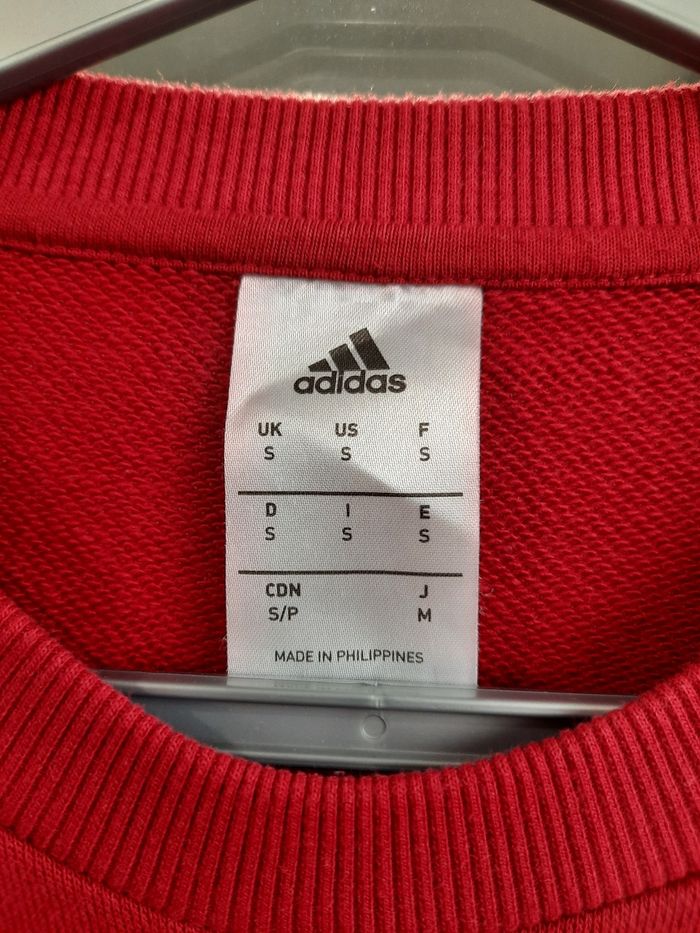 adidas
UK US F
S S S
D I E
S S S
CDN J
S/P M
MADE IN PHILIPPINES